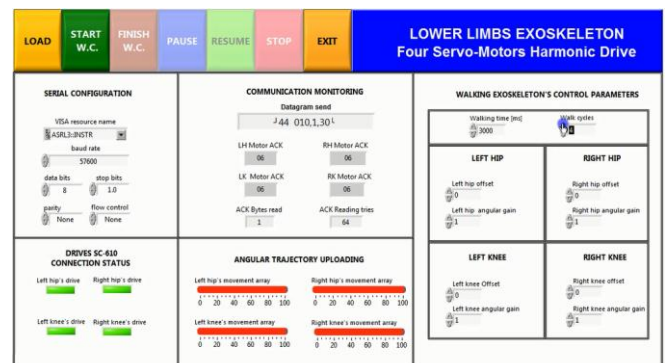 LOAD
START
W.C.
FINISH
W.C.
PAUSE
RESUME
STOP
EXIT
LOWER LIMBS EXOSKELETON
Four Servo-Motors Harmonic Drive
SERIAL CONFIGURATION
VISA resource name
ASRL3::INSTR
baud rate
57600
data bits
stop bits
8
1.0
parity
flow control
None
None
COMMUNICATION MONITORING
Datagram send
44 010,1,30
LH Motor ACK
RH Motor ACK
06
06
LK Motor ACK
RK Motor ACK
06
06
ACK Bytes read
ACK Reading tries
1
64
WALKING EXOSKELETON'S CONTROL PARAMETERS
Walking time [ms]
Walk cycles
3000
LEFT HIP
RIGHT HIP
Left hip offset
Right hip offset
0
0
Left hip angular gain
Right hip angular gain
1
1
LEFT KNEE
RIGHT KNEE
Left knee Offset
Right knee offset
0
0
Left knee angular gain
Right knee angular gain
1
1
DRIVES SC-610
CONNECTION STATUS
Left hip's drive
Right hip's drive
Left knee's drive
Right knee's drive
ANGULAR TRAJECTORY UPLOADING
Left hip's movement array
Right hip's movement array
0 20 40 60 80 100
0 20 40 60 80 100
Left knee's movement array
Right knee's movement array
0 20 40 60 80 100
0 20 40 60 80 100